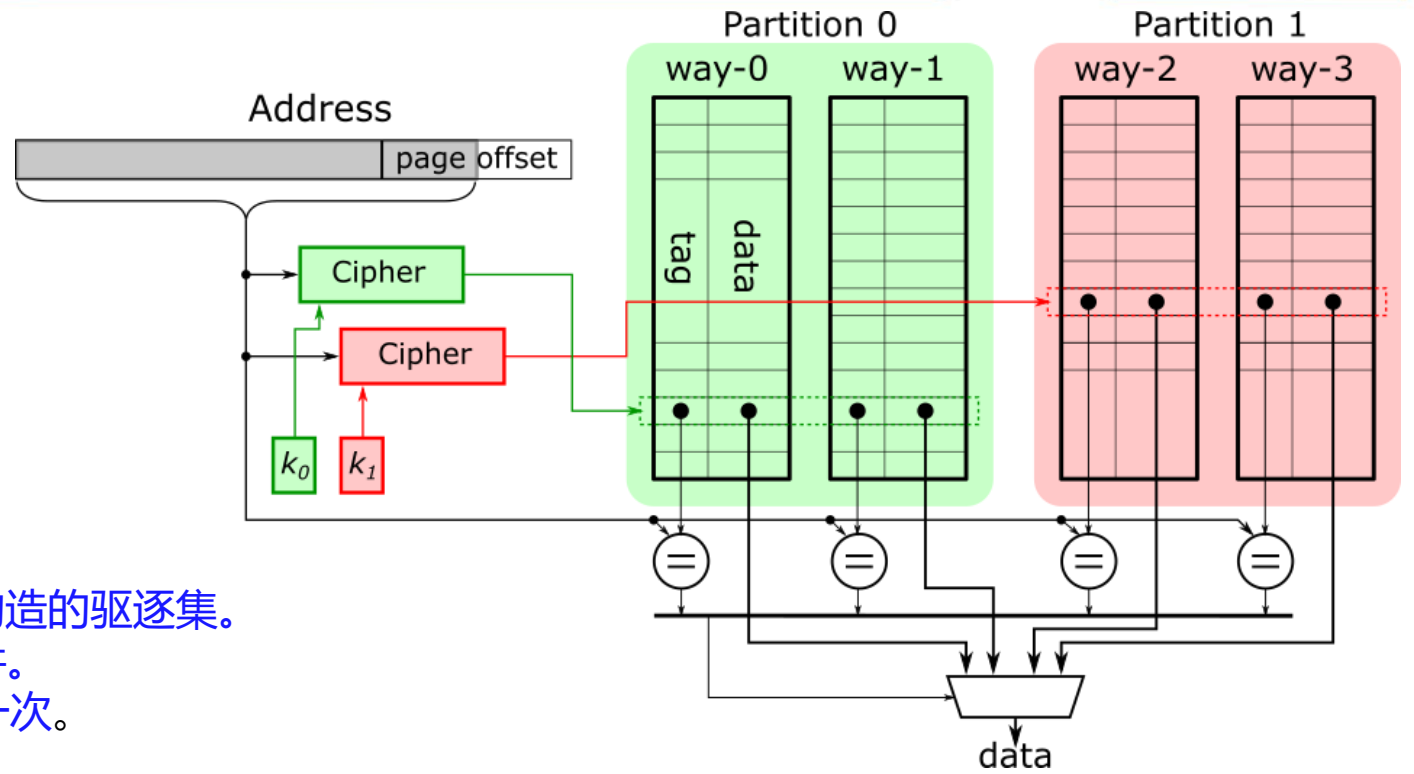 Partition 0
Partition 1
way-0
way-1
way-2
way-3
Address
page offset
tag
data
Cipher
Cipher
k0
k1
=
=
=
=
造的驱逐集。
。
一次。
data